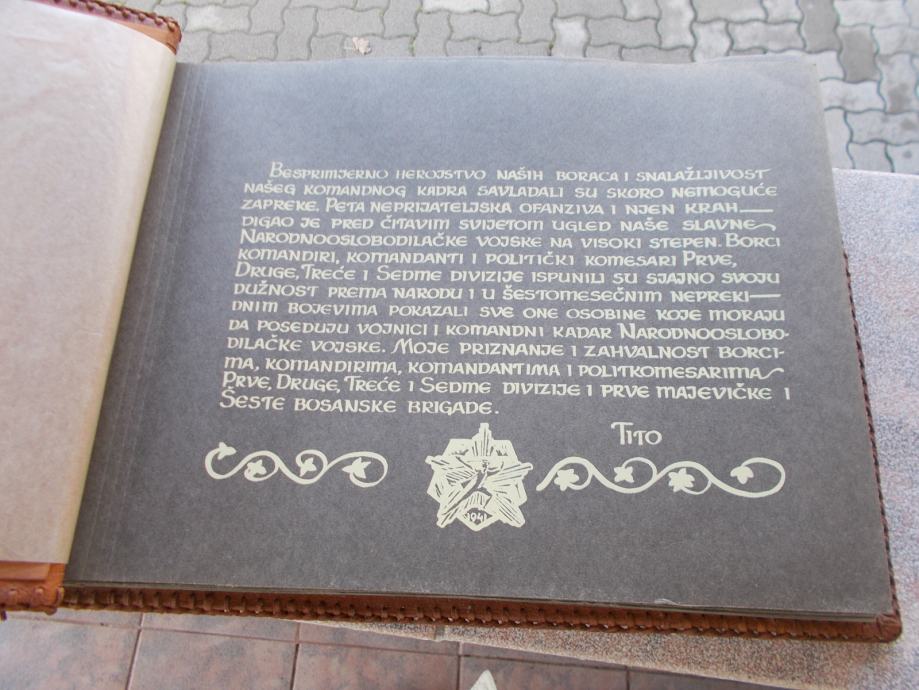 Besprimjerno herojstvo naših boraca i snalažljivost
našeg komandnog kadra savladali su skoro nemoguće
zapreke. Peta neprijateljska ofanziva i njen krah—
digao je pred čitavim svijetom ugled naše slavne
Narodnooslobodilačke vojske na visoki stepen. Borci
komandiri, komandanti i politički komesari Prve,
Druge, Treće i Sedme divizije ispunili su sjajno svoju
dužnost prema narodu i u šestomesečnim nepreki—
dnim bojevima pokazali sve one osobine koje moraju
da poseduju vojnici i komandni kadar Narodnooslobo-
dilačke vojske. Moje priznanje i zahvalnost borci-
ma, komandirima, komandantima i politkomesarima
Prve, Druge, Treće i Sedme divizije i prve majevičke i
Šeste bosanske brigade.
Tito
1941